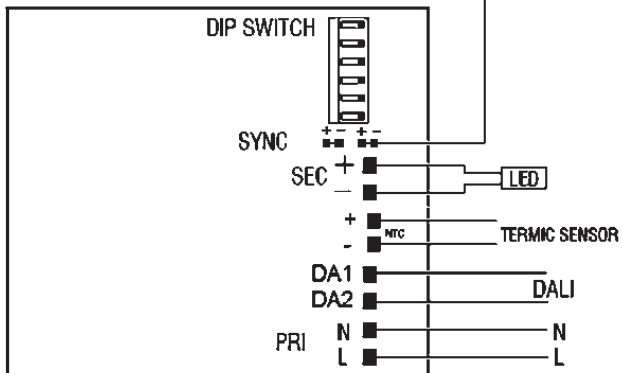 DIP SWITCH
+ - + -
SYNC
SEC + LED
—
+ NTC TERMIC SENSOR
-
DA1 DALI
DA2
PRI N N
L L